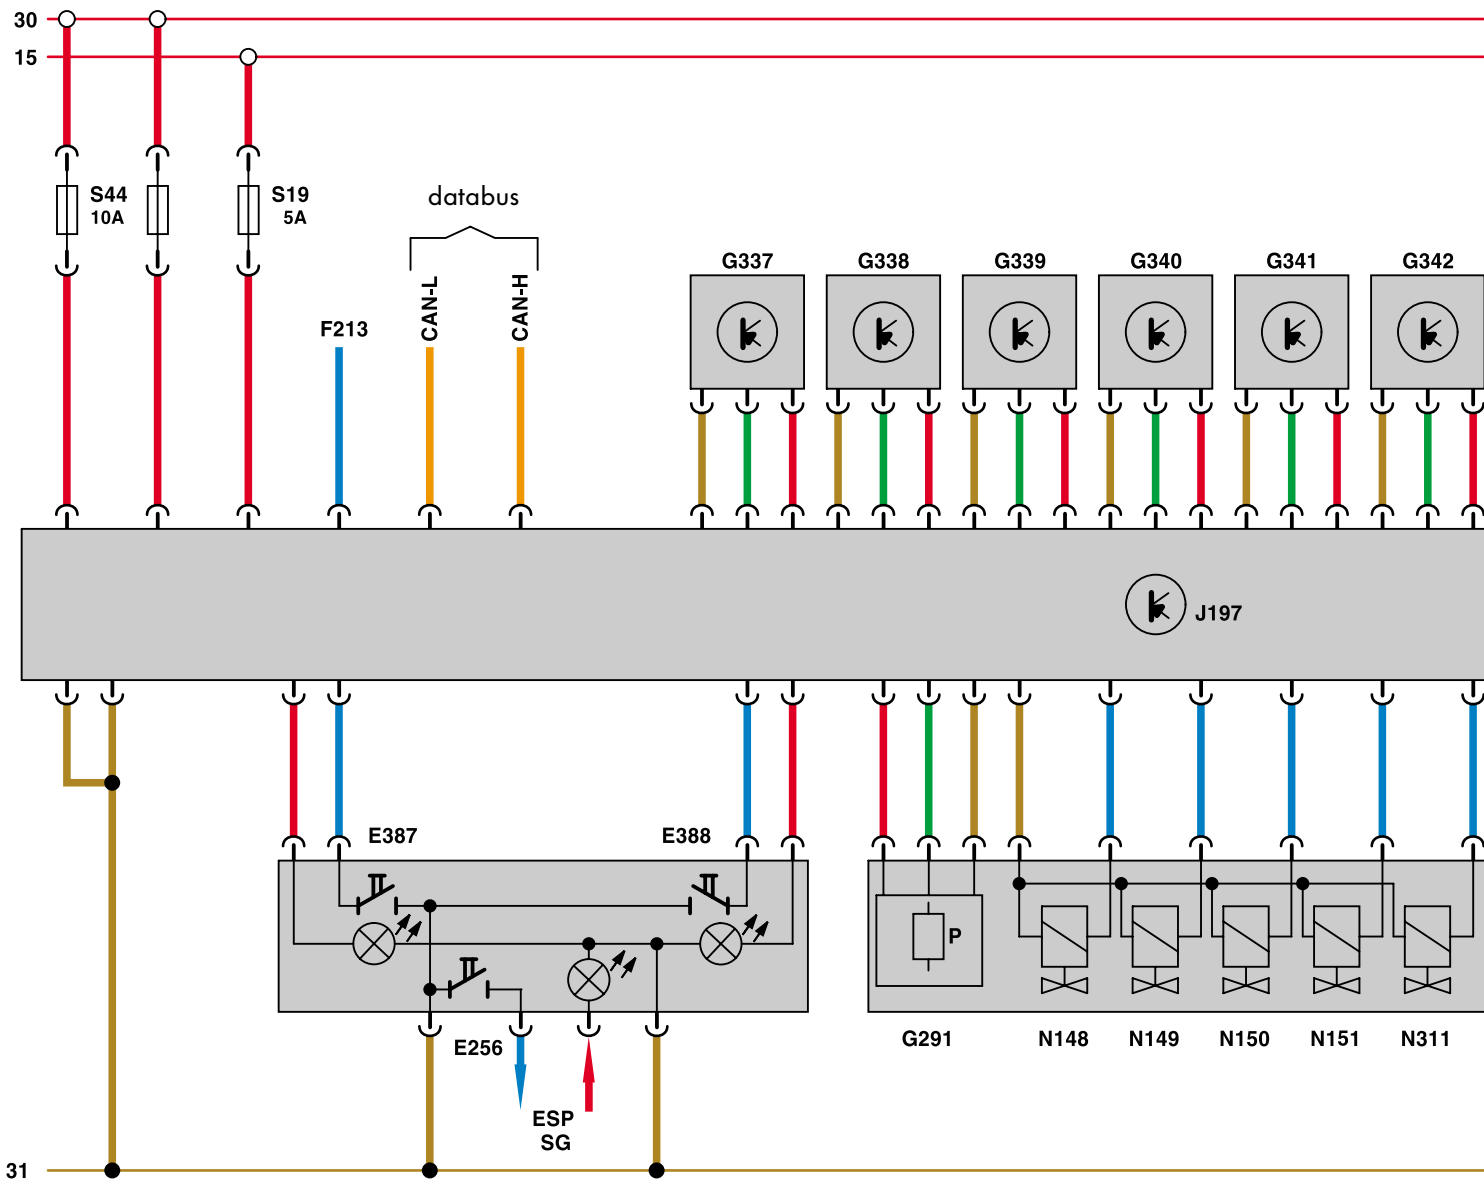 30
15
S44
10A
S19
5A
databus
F213
CAN-L
CAN-H
G337 G338 G339 G340 G341 G342
J197
E387 E388
P
E256
G291 N148 N149 N150 N151 N311
ESP
SG
31